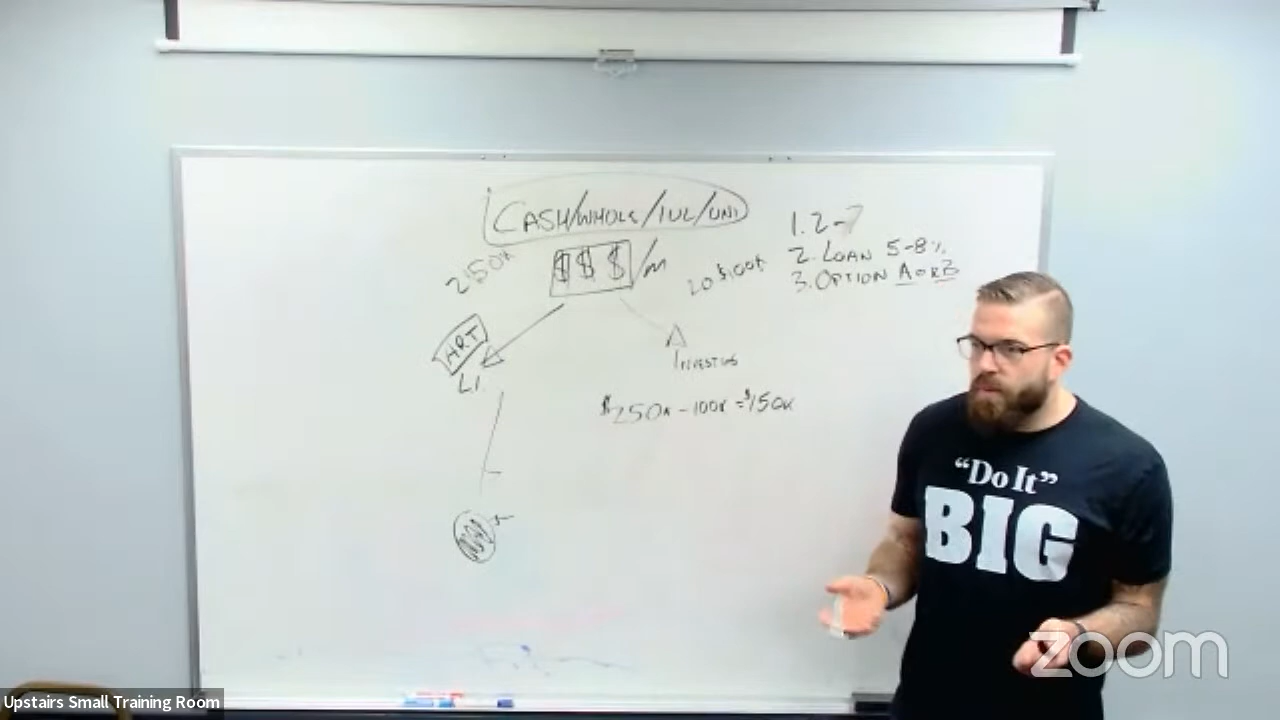 CASH/WHOLE/IUL/UNI
250K
$$$/m
20 $100K
1. 2-7
2. LOAN 5-8%
3. OPTION A OR B
ART
LI
INVESTUS
$250K - 100K = $150K
"Do It"
BIG
zoom
Upstairs Small Training Room